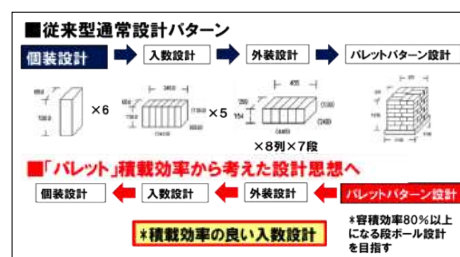 ■従来型通常設計パターン
個装設計 入数設計 外装設計 パレットパターン設計
×6 ×5
×8列×7段
■「パレット」積載効率から考えた設計思想へ
個装設計 入数設計 外装設計 パレットパターン設計
*積載効率の良い入数設計
*容積効率80%以上
になる段ボール設計
を目指す